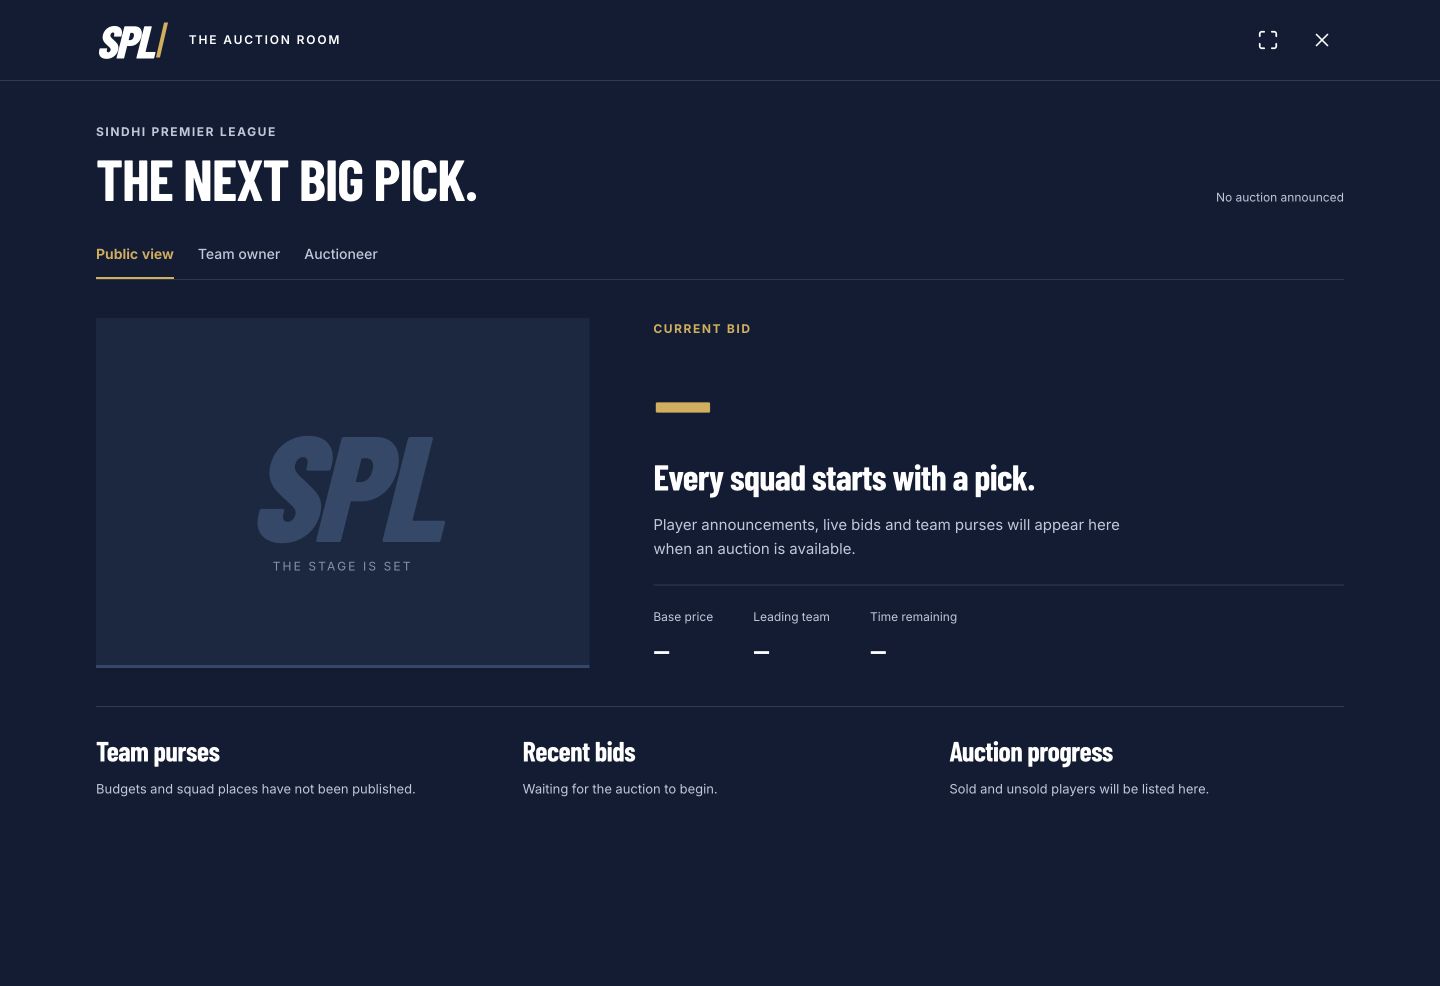 SPL/ THE AUCTION ROOM
SINDHI PREMIER LEAGUE
THE NEXT BIG PICK.
No auction announced
Public view Team owner Auctioneer
SPL
THE STAGE IS SET
CURRENT BID
—
Every squad starts with a pick.
Player announcements, live bids and team purses will appear here
when an auction is available.
Base price Leading team Time remaining
— — —
Team purses
Budgets and squad places have not been published.
Recent bids
Waiting for the auction to begin.
Auction progress
Sold and unsold players will be listed here.